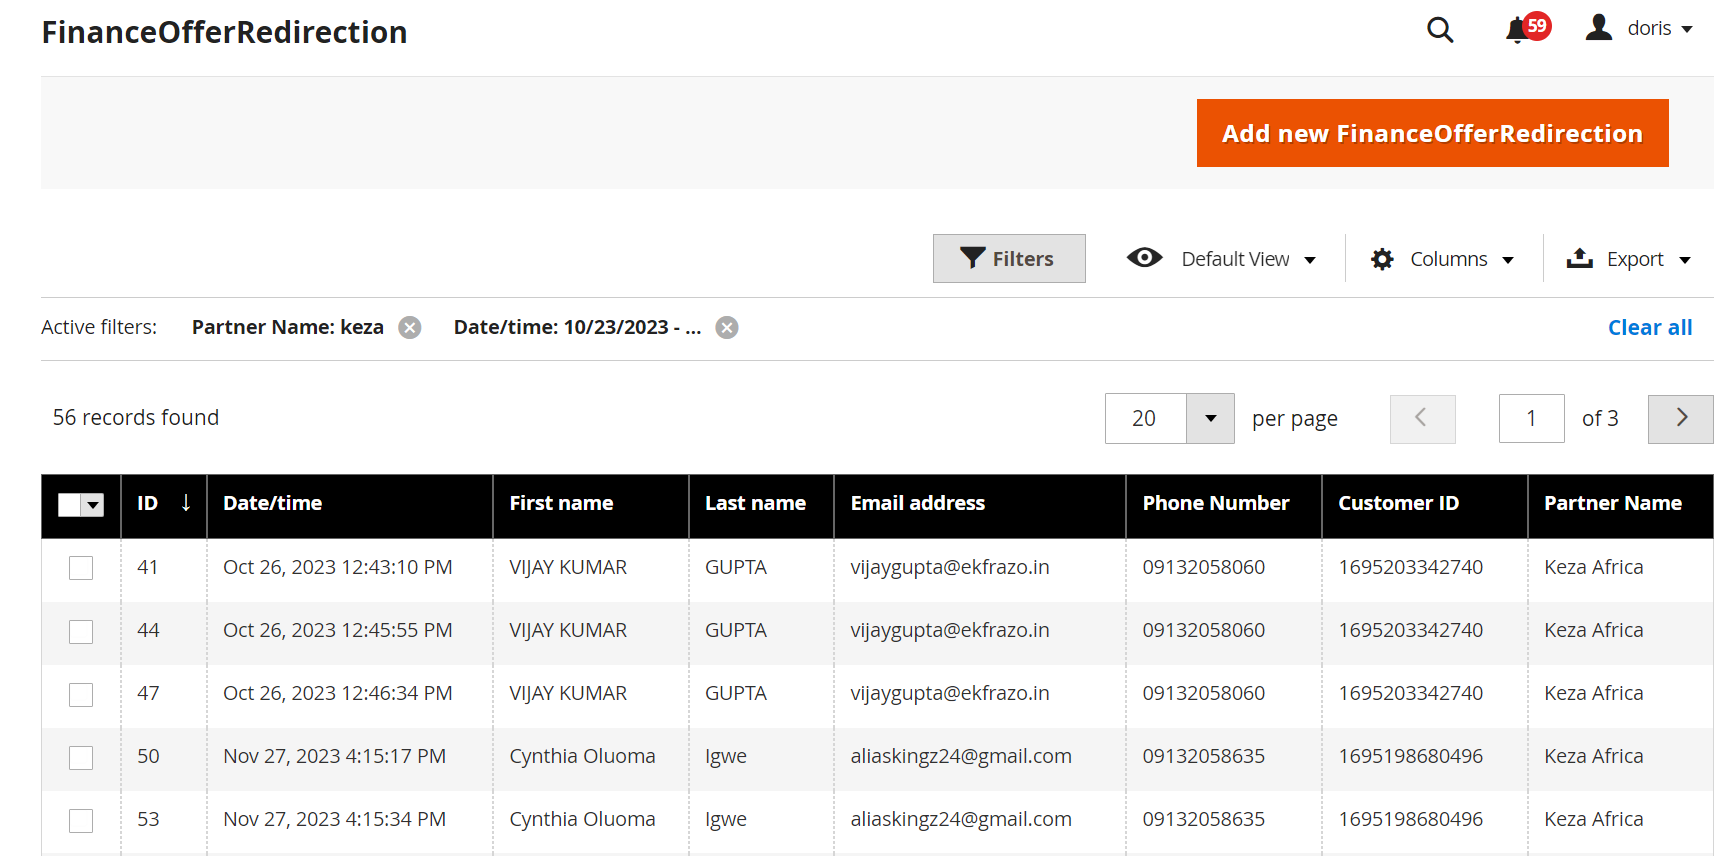 FinanceOfferRedirection
59
doris
Add new FinanceOfferRedirection
Filters Default View Columns Export
Active filters: Partner Name: keza Date/time: 10/23/2023 - ... Clear all
56 records found 20 per page 1 of 3
ID ↓ Date/time First name Last name Email address Phone Number Customer ID Partner Name
41 Oct 26, 2023 12:43:10 PM VIJAY KUMAR GUPTA vijaygupta@ekfrazo.in 09132058060 1695203342740 Keza Africa
44 Oct 26, 2023 12:45:55 PM VIJAY KUMAR GUPTA vijaygupta@ekfrazo.in 09132058060 1695203342740 Keza Africa
47 Oct 26, 2023 12:46:34 PM VIJAY KUMAR GUPTA vijaygupta@ekfrazo.in 09132058060 1695203342740 Keza Africa
50 Nov 27, 2023 4:15:17 PM Cynthia Oluoma Igwe aliaskingz24@gmail.com 09132058635 1695198680496 Keza Africa
53 Nov 27, 2023 4:15:34 PM Cynthia Oluoma Igwe aliaskingz24@gmail.com 09132058635 1695198680496 Keza Africa